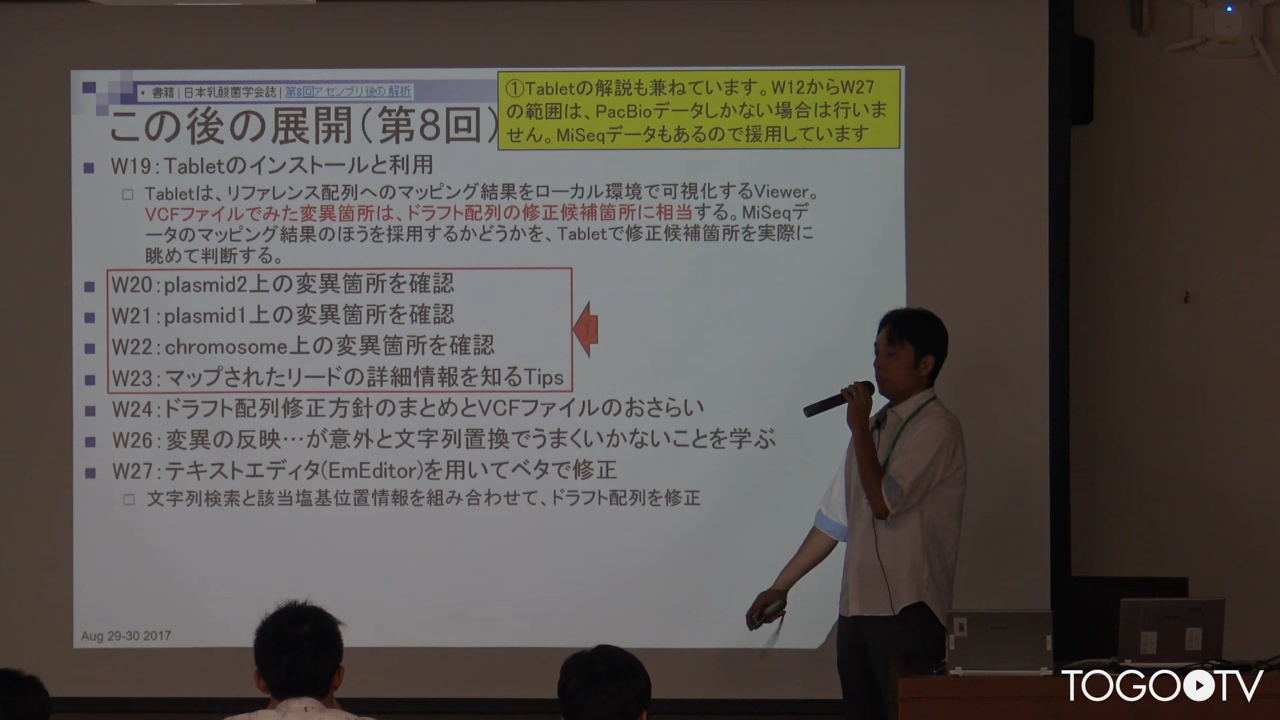 • 書籍 | 日本乳酸菌学会誌 | 第8回アセンブリ後の解析
この後の展開(第8回)
①Tabletの解説も兼ねています。W12からW27
の範囲は、PacBioデータしかない場合は行いま
せん。MiSeqデータもあるので援用しています
W19:Tabletのインストールと利用
Tabletは、リファレンス配列へのマッピング結果をローカル環境で可視化するViewer。
VCFファイルでみた変異箇所は、ドラフト配列の修正候補箇所に相当する。MiSeqデ
ータのマッピング結果のほうを採用するかどうかを、Tabletで修正候補箇所を実際に
眺めて判断する。
W20:plasmid2上の変異箇所を確認
W21:plasmid1上の変異箇所を確認
W22:chromosome上の変異箇所を確認
W23:マップされたリードの詳細情報を知るTips
①
W24:ドラフト配列修正方針のまとめとVCFファイルのおさらい
W26:変異の反映…が意外と文字列置換でうまくいかないことを学ぶ
W27:テキストエディタ(EmEditor)を用いてベタで修正
文字列検索と該当塩基位置情報を組み合わせて、ドラフト配列を修正
Aug 29-30 2017
TOGOTV